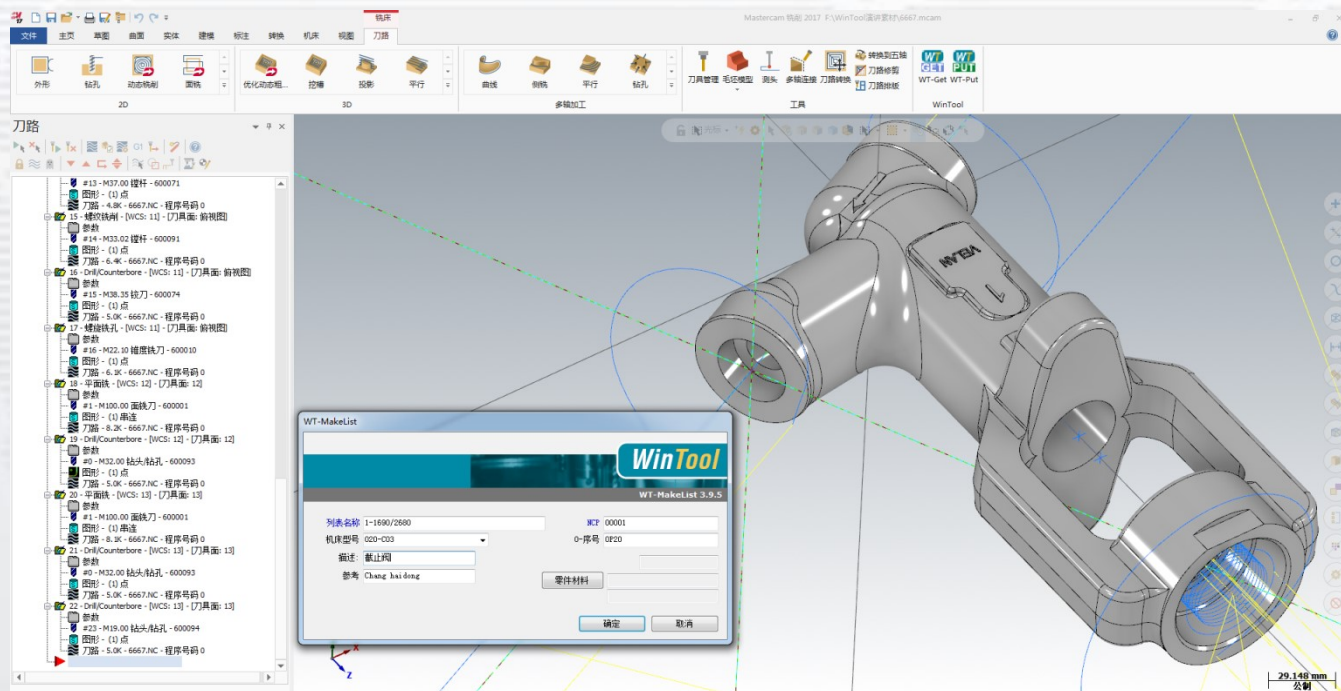 铣床
Mastercam 铣削 2017 F:\WinTool演讲素材\6667.mcam
文件 主页 草图 曲面 实体 建模 标注 转换 机床 视图 刀路
外形 钻孔 动态铣削 面铣 优化动态粗... 挖槽 投影 平行 曲线 侧铣 平行 钻孔 刀具管理 毛坯模型 测头 多轴连接 刀路转换
转换到五轴
刀路修剪
刀路排版
WT-Get WT-Put
2D 3D 多轴加工 工具 WinTool
刀路
#13 - M37.00 镗杆 - 600071
图形 - (1) 点
刀路 - 4.8K - 6667.NC - 程序号码 0
15 - 螺纹铣削 - [WCS: 11] - [刀具面: 俯视图]
参数
#14 - M33.02 镗杆 - 600091
图形 - (1) 点
刀路 - 6.4K - 6667.NC - 程序号码 0
16 - Drill/Counterbore - [WCS: 11] - [刀具面: 俯视图]
参数
#15 - M38.35 铰刀 - 600074
图形 - (1) 点
刀路 - 5.0K - 6667.NC - 程序号码 0
17 - 螺旋铣孔 - [WCS: 11] - [刀具面: 俯视图]
参数
#16 - M22.10 锥度铣刀 - 600010
图形 - (1) 点
刀路 - 6.1K - 6667.NC - 程序号码 0
18 - 平面铣 - [WCS: 12] - [刀具面: 12]
参数
#1 - M100.00 面铣刀 - 600001
图形 - (1) 串连
刀路 - 8.2K - 6667.NC - 程序号码 0
19 - Drill/Counterbore - [WCS: 12] - [刀具面: 12]
参数
#0 - M32.00 钻头/钻孔 - 600093
图形 - (1) 点
刀路 - 5.0K - 6667.NC - 程序号码 0
20 - 平面铣 - [WCS: 13] - [刀具面: 13]
参数
#1 - M100.00 面铣刀 - 600001
图形 - (1) 串连
刀路 - 8.1K - 6667.NC - 程序号码 0
21 - Drill/Counterbore - [WCS: 13] - [刀具面: 13]
参数
#0 - M32.00 钻头/钻孔 - 600093
图形 - (1) 点
刀路 - 5.0K - 6667.NC - 程序号码 0
22 - Drill/Counterbore - [WCS: 13] - [刀具面: 13]
参数
#23 - M19.00 钻头/钻孔 - 600094
图形 - (1) 点
刀路 - 5.0K - 6667.NC - 程序号码 0
VELAN
WT-MakeList
WinTool
WT-MakeList 3.9.5
列表名称 1-1690/2680 NCP 00001
机床型号 020-C03 O-序号 OP20
描述: 截止阀
参考 Chang haidong
零件材料
确定 取消
X
Z
29.148 mm
公制